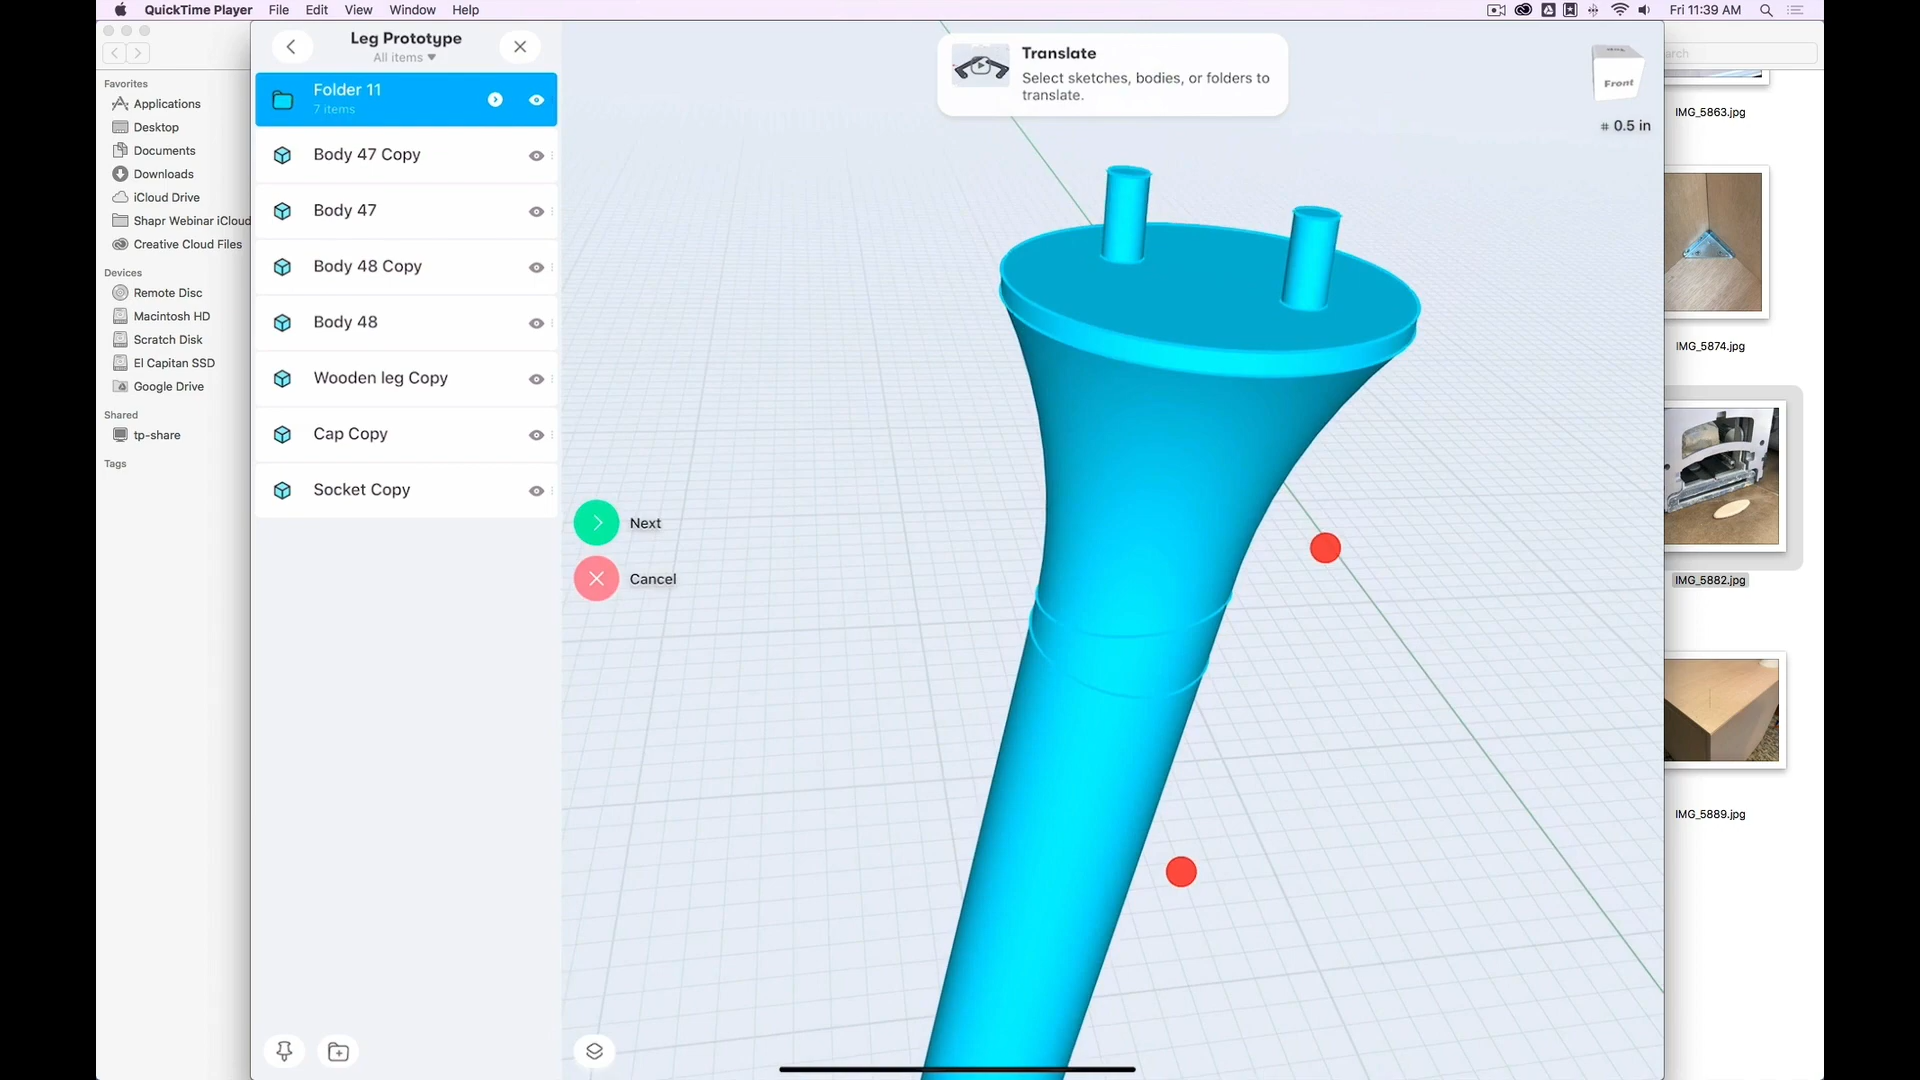 QuickTime Player File Edit View Window Help
Fri 11:39 AM
Favorites
Applications
Desktop
Documents
Downloads
iCloud Drive
Shapr Webinar iCloud
Creative Cloud Files
Devices
Remote Disc
Macintosh HD
Scratch Disk
El Capitan SSD
Google Drive
Shared
tp-share
Tags
Leg Prototype
All items
Folder 11
7 items
Body 47 Copy
Body 47
Body 48 Copy
Body 48
Wooden leg Copy
Cap Copy
Socket Copy
Next
Cancel
Translate
Select sketches, bodies, or folders to
translate.
Front
# 0.5 in
arch
IMG_5863.jpg
IMG_5874.jpg
IMG_5882.jpg
IMG_5889.jpg